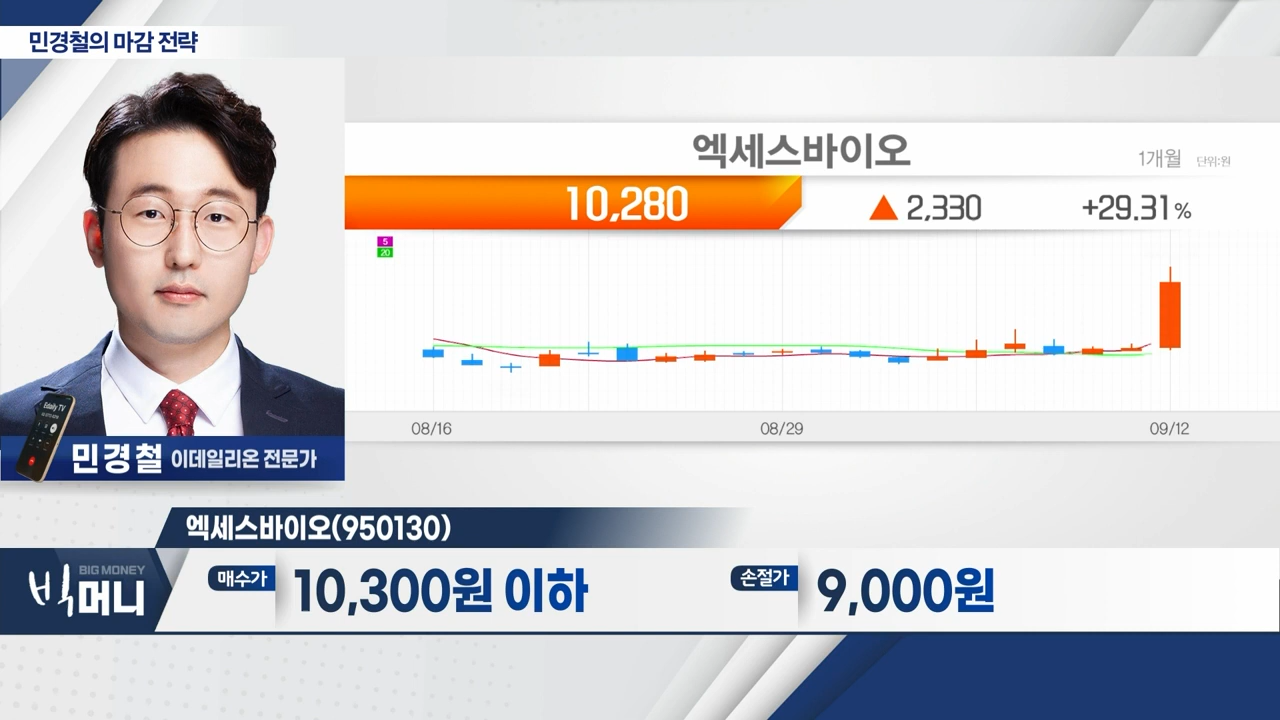 민경철의 마감 전략
엑세스바이오
1개월 단위:원
10,280 ▲ 2,330 +29.31%
5
20
08/16 08/29 09/12
Edaily TV
민경철 이데일리온 전문가
엑세스바이오(950130)
BIG MONEY
빅머니
매수가 10,300원 이하 손절가 9,000원